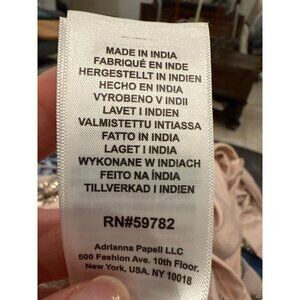 MADE IN INDIA
FABRIQUÉ EN INDE
HERGESTELLT IN INDIEN
HECHO EN INDIA
VYROBENO V INDII
LAVET I INDIEN
VALMISTETTU INTIASSA
FATTO IN INDIA
LAGET I INDIA
WYKONANE W INDIACH
FEITO NA ÍNDIA
TILLVERKAD I INDIEN
RN#59782
Adrianna Papell LLC
500 Fashion Ave. 10th Floor.
New York, USA. NY 10018